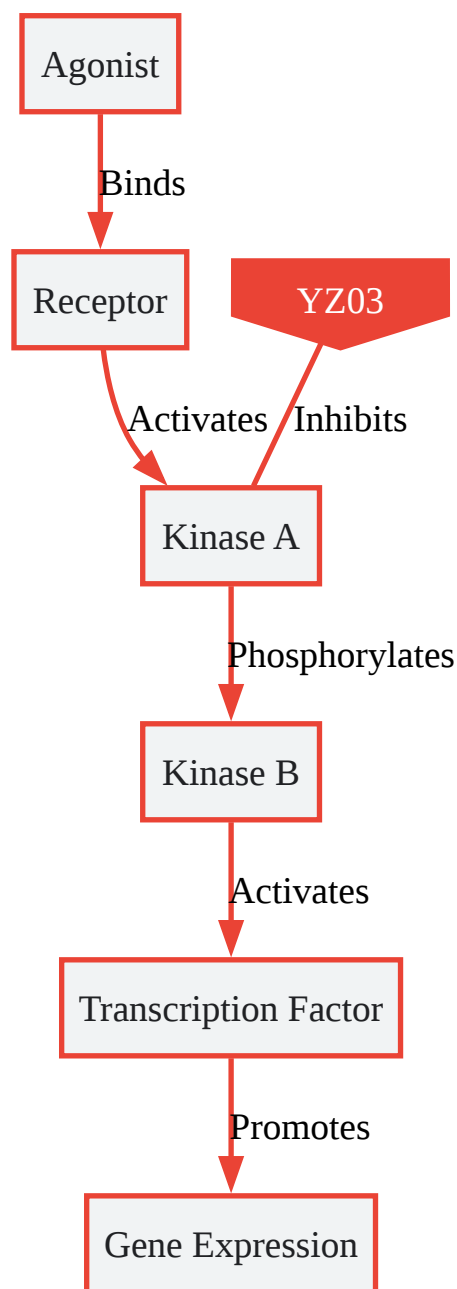 Agonist
Binds
Receptor
YZ03
Activates
Inhibits
Kinase A
Phosphorylates
Kinase B
Activates
Transcription Factor
Promotes
Gene Expression